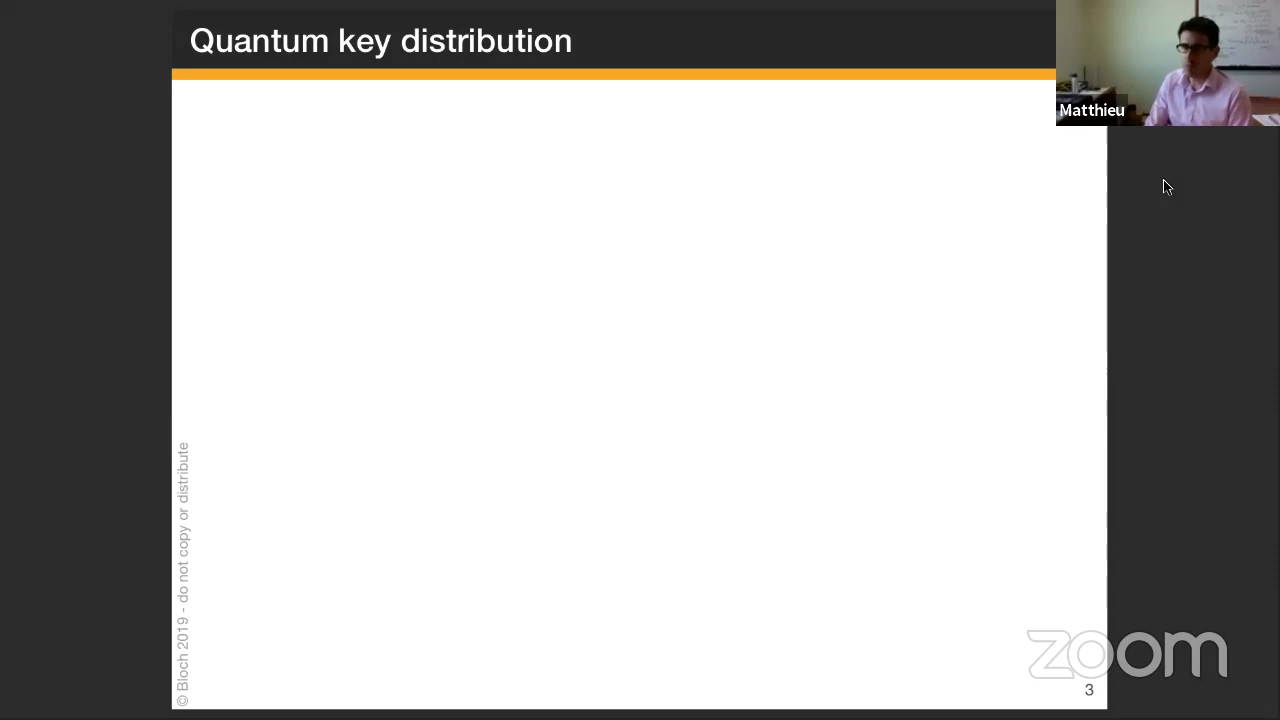 Quantum key distribution
Matthieu
© Bloch 2019 - do not copy or distribute
zoom
3